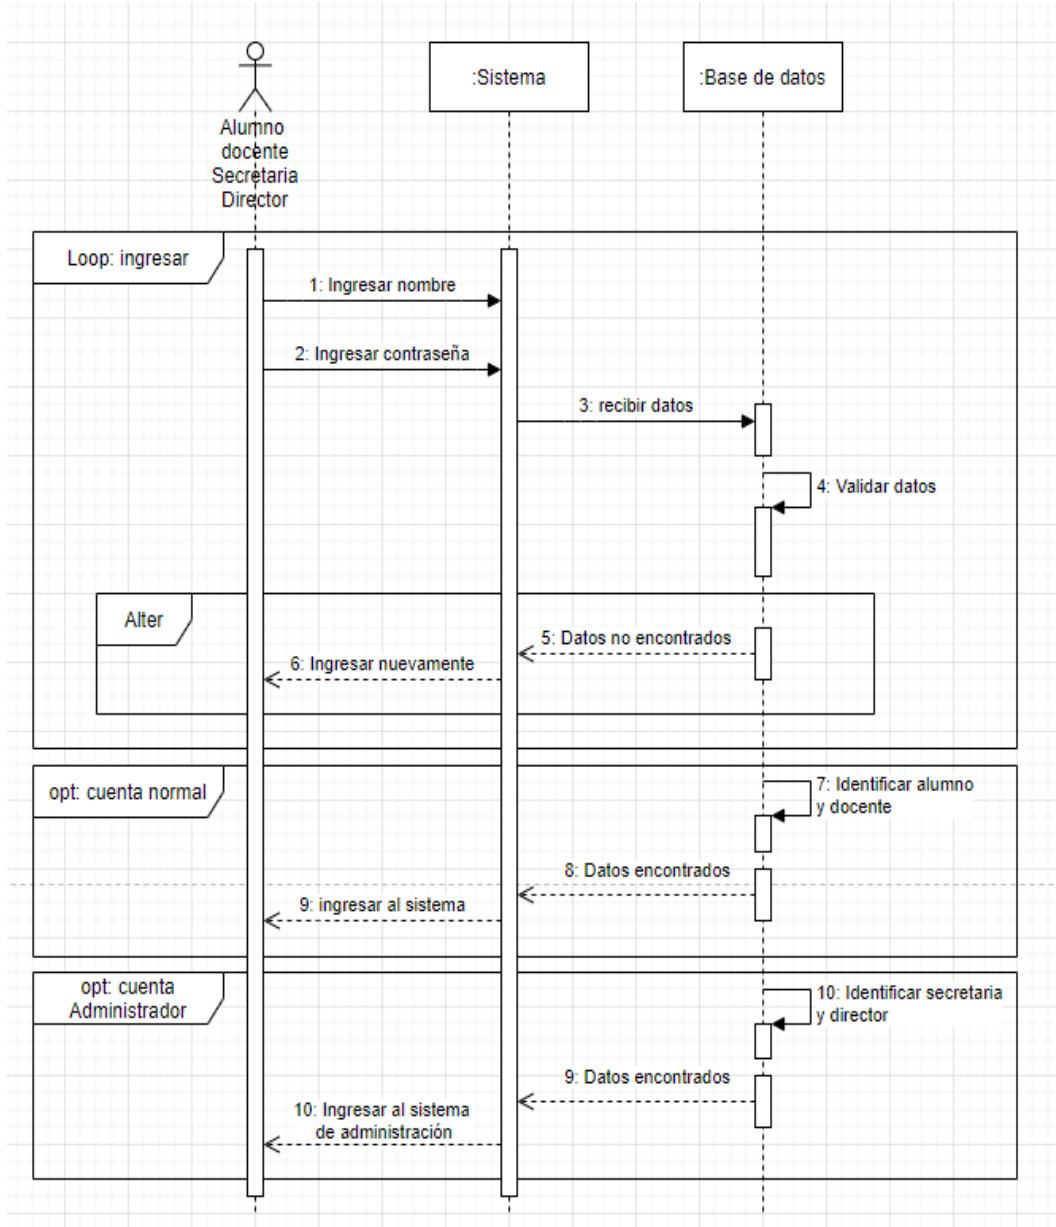 :Sistema
:Base de datos
Alumno
docente
Secretaria
Director
Loop: ingresar
1: Ingresar nombre
2: Ingresar contraseña
3: recibir datos
4: Validar datos
Alter
5: Datos no encontrados
6: Ingresar nuevamente
opt: cuenta normal
7: Identificar alumno
y docente
8: Datos encontrados
9: ingresar al sistema
opt: cuenta
Administrador
10: Identificar secretaria
y director
9: Datos encontrados
10: Ingresar al sistema
de administración